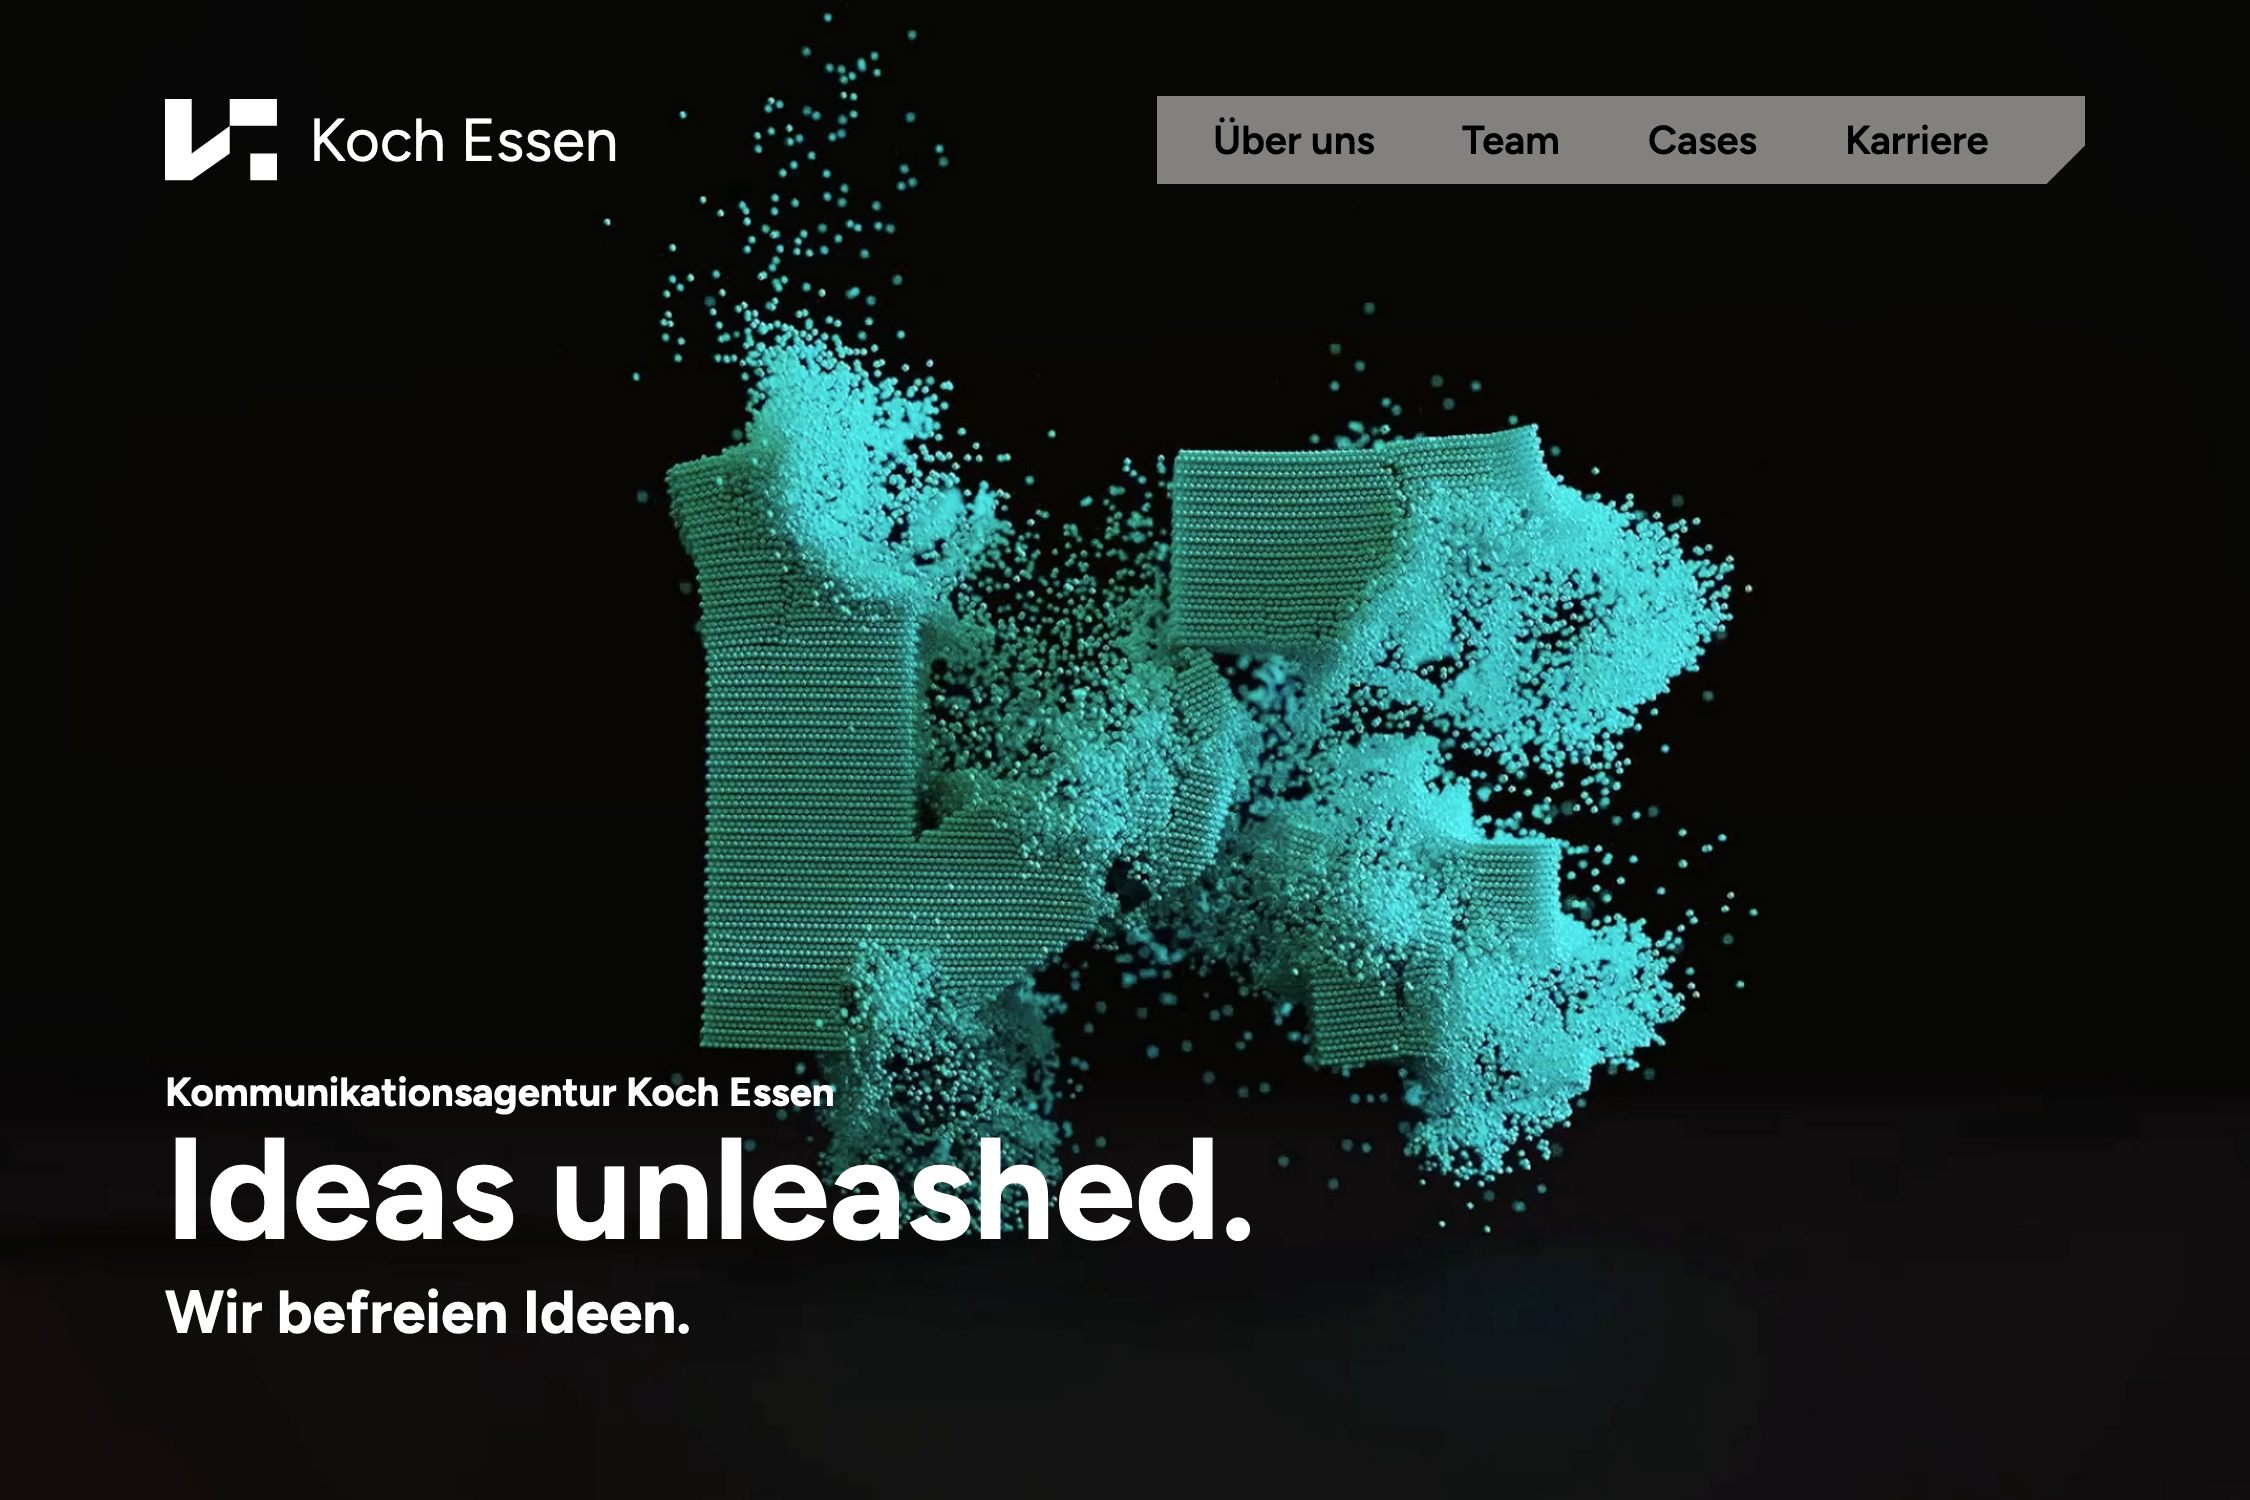 Koch Essen
Über uns Team Cases Karriere
Kommunikationsagentur Koch Essen
Ideas unleashed.
Wir befreien Ideen.